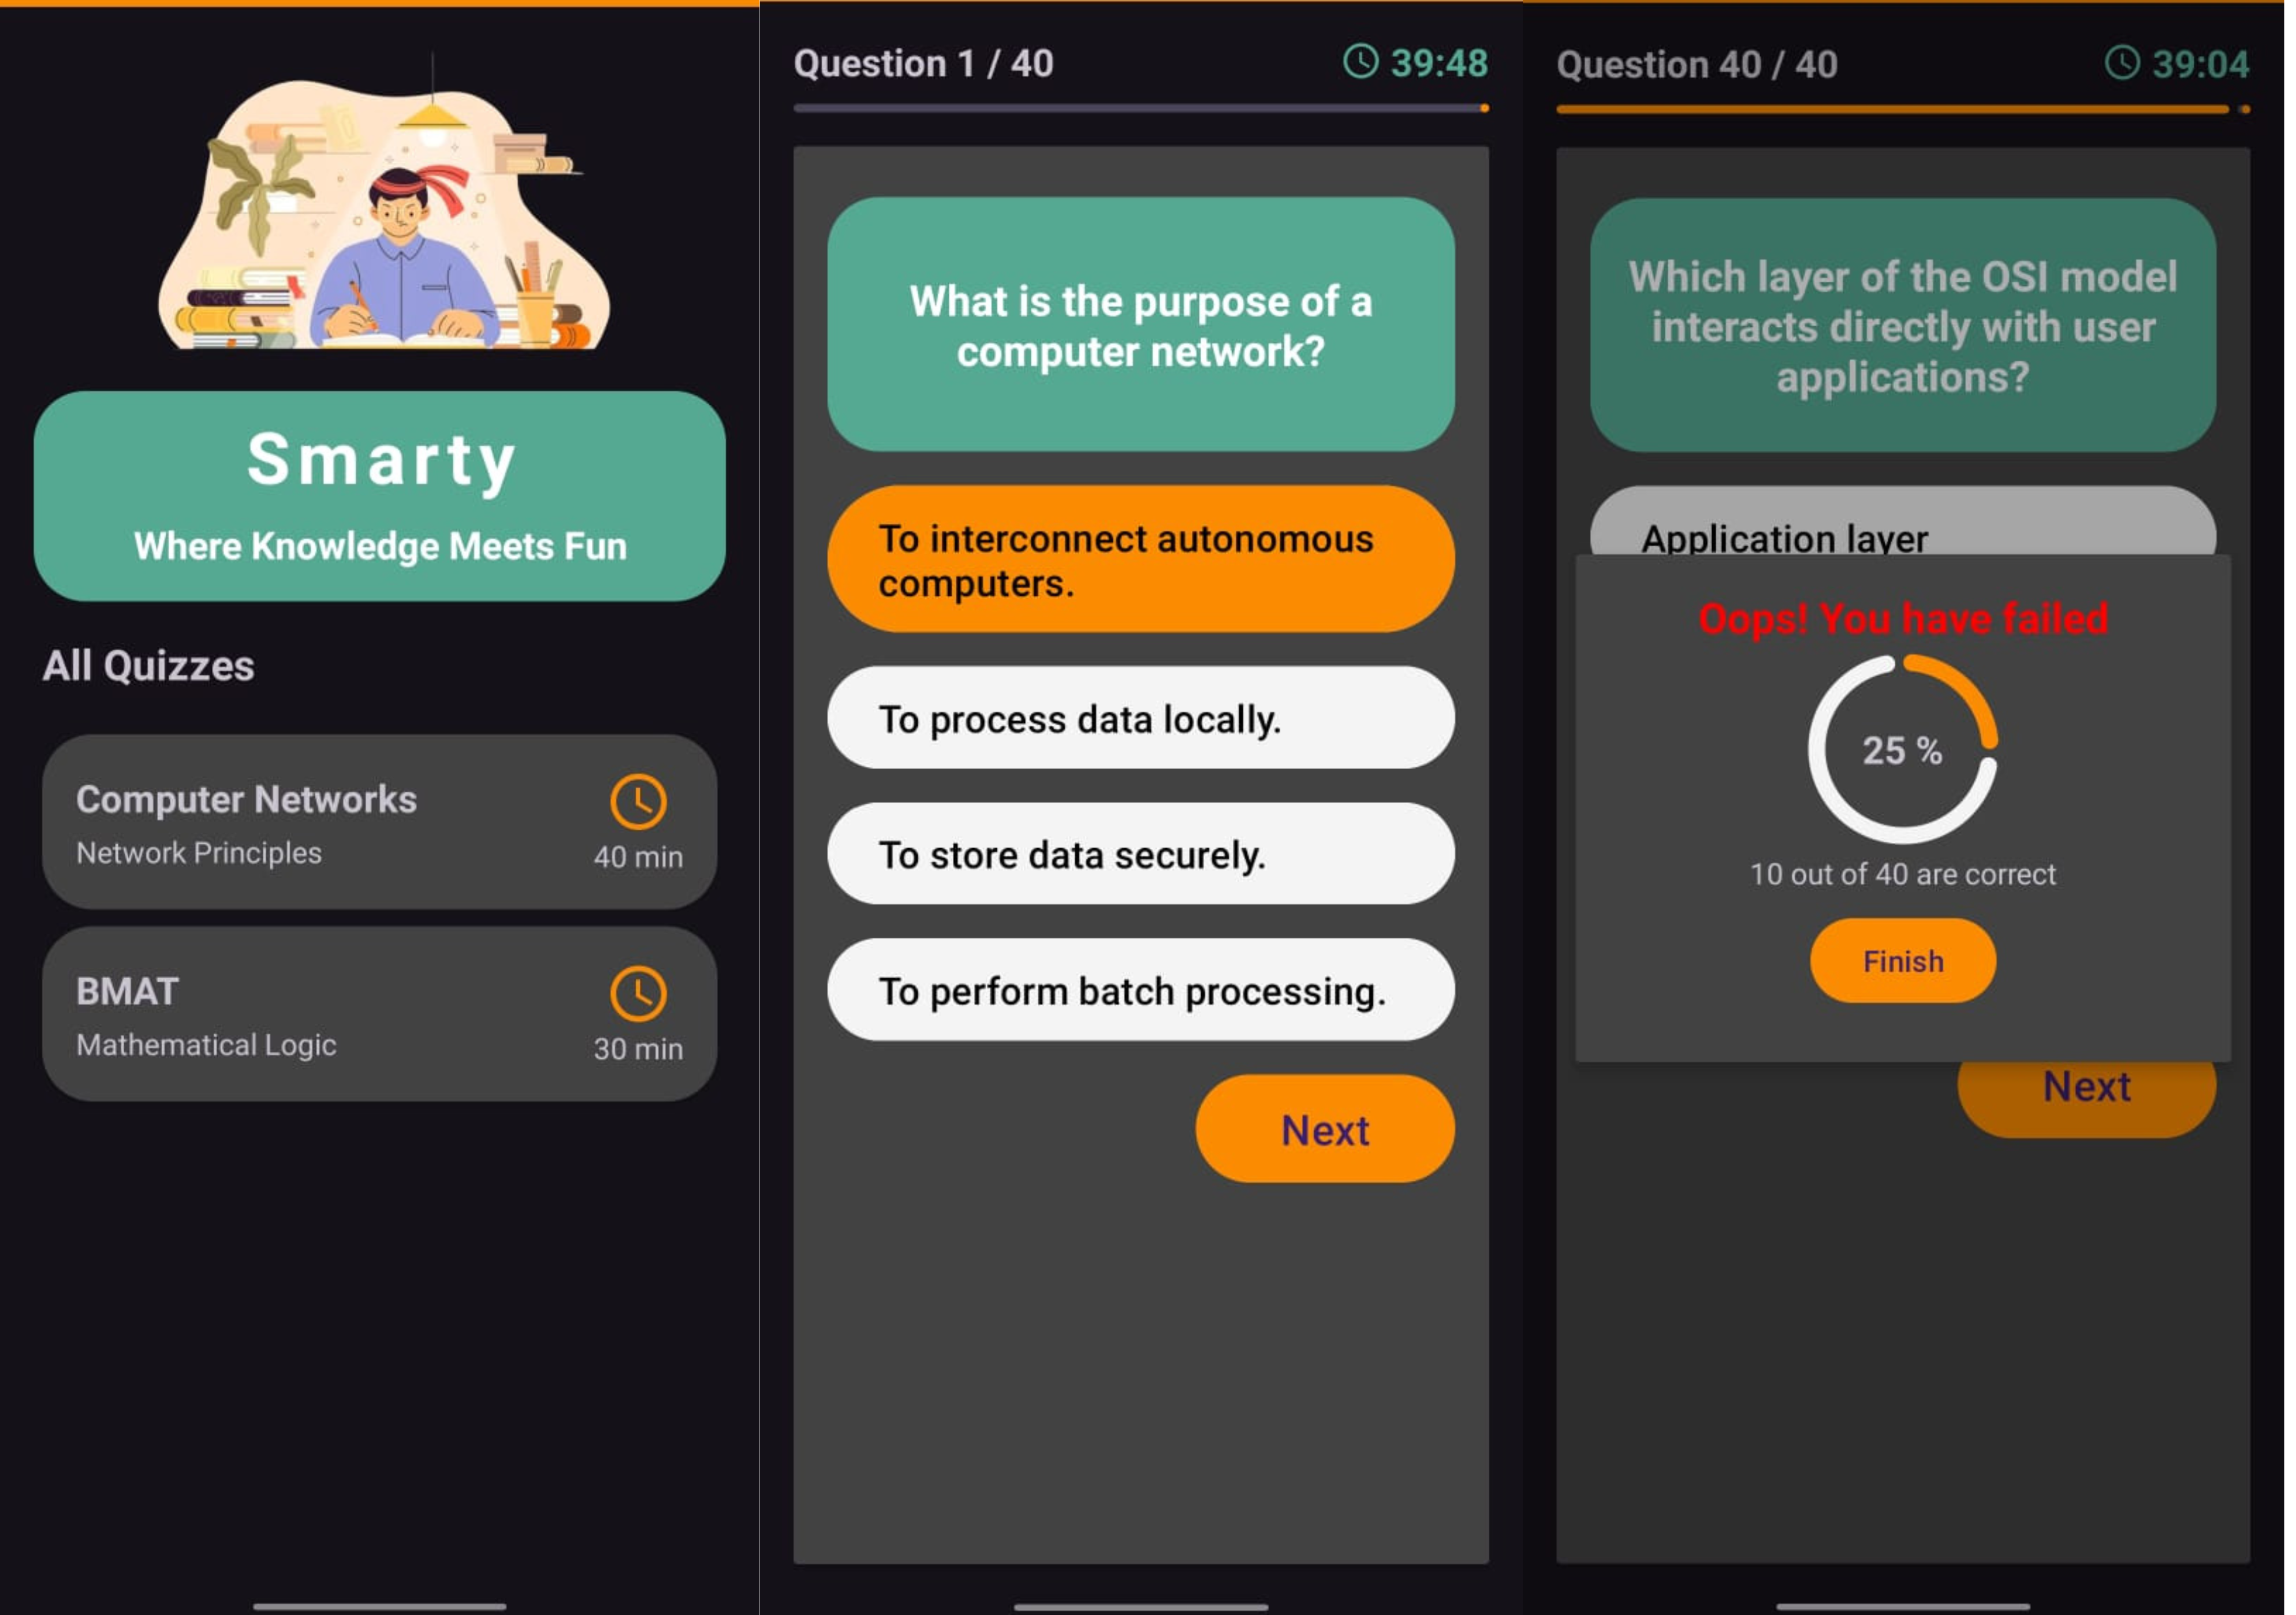 Smarty
Where Knowledge Meets Fun
All Quizzes
Computer Networks
Network Principles
40 min
BMAT
Mathematical Logic
30 min
Question 1 / 40
39:48
What is the purpose of a
computer network?
To interconnect autonomous
computers.
To process data locally.
To store data securely.
To perform batch processing.
Next
Question 40 / 40
39:04
Which layer of the OSI model
interacts directly with user
applications?
Application layer
Oops! You have failed
25 %
10 out of 40 are correct
Finish
Next